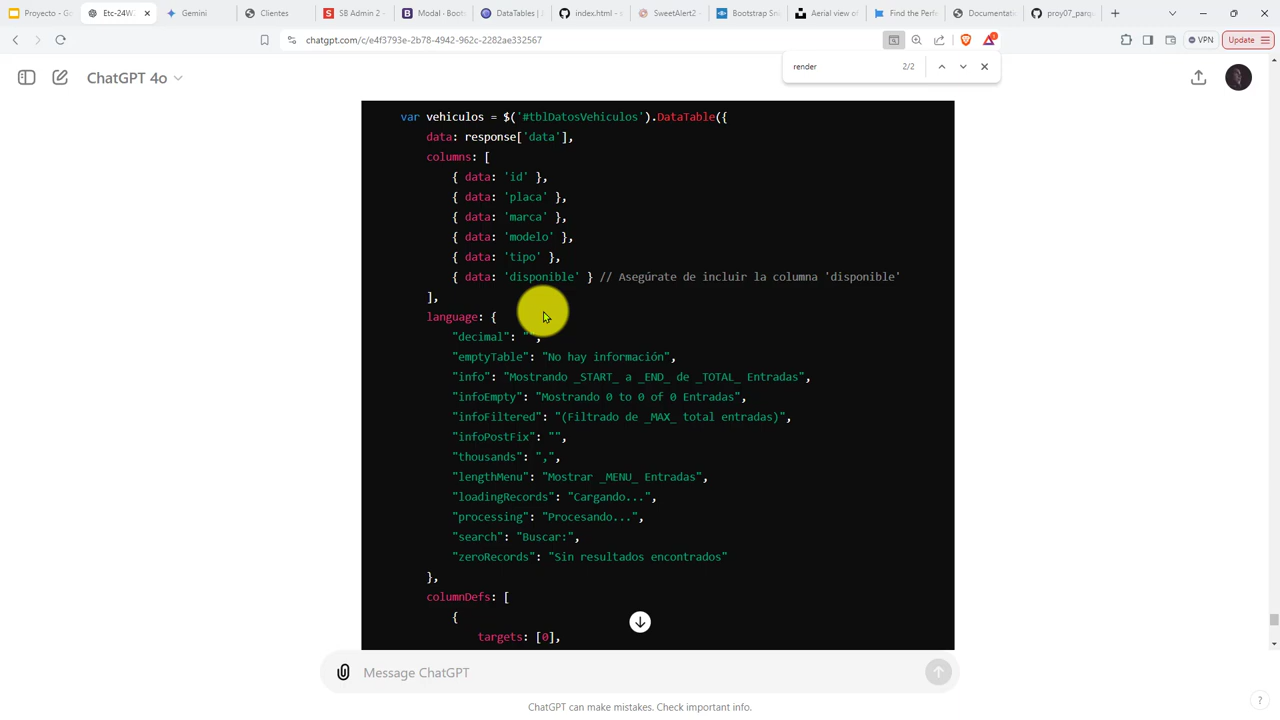 Proyecto - G
Etc-24W
Gemini
Clientes
SB Admin 2 -
Modal · Boot
DataTables |
index.html -
SweetAlert2 -
Bootstrap Sni
Aerial view of
Find the Perfe
Documentati
proy07_parqu
chatgpt.com/c/e4f3793e-2b78-4942-962c-2282ae332567
VPN
Update
render
2/2
ChatGPT 4o
var vehiculos = $('#tblDatosVehiculos').DataTable({
data: response['data'],
columns: [
{ data: 'id' },
{ data: 'placa' },
{ data: 'marca' },
{ data: 'modelo' },
{ data: 'tipo' },
{ data: 'disponible' } // Asegúrate de incluir la columna 'disponible'
],
language: {
"decimal": "",
"emptyTable": "No hay información",
"info": "Mostrando _START_ a _END_ de _TOTAL_ Entradas",
"infoEmpty": "Mostrando 0 to 0 of 0 Entradas",
"infoFiltered": "(Filtrado de _MAX_ total entradas)",
"infoPostFix": "",
"thousands": ",",
"lengthMenu": "Mostrar _MENU_ Entradas",
"loadingRecords": "Cargando...",
"processing": "Procesando...",
"search": "Buscar:",
"zeroRecords": "Sin resultados encontrados"
},
columnDefs: [
{
targets: [0],
Message ChatGPT
ChatGPT can make mistakes. Check important info.
?